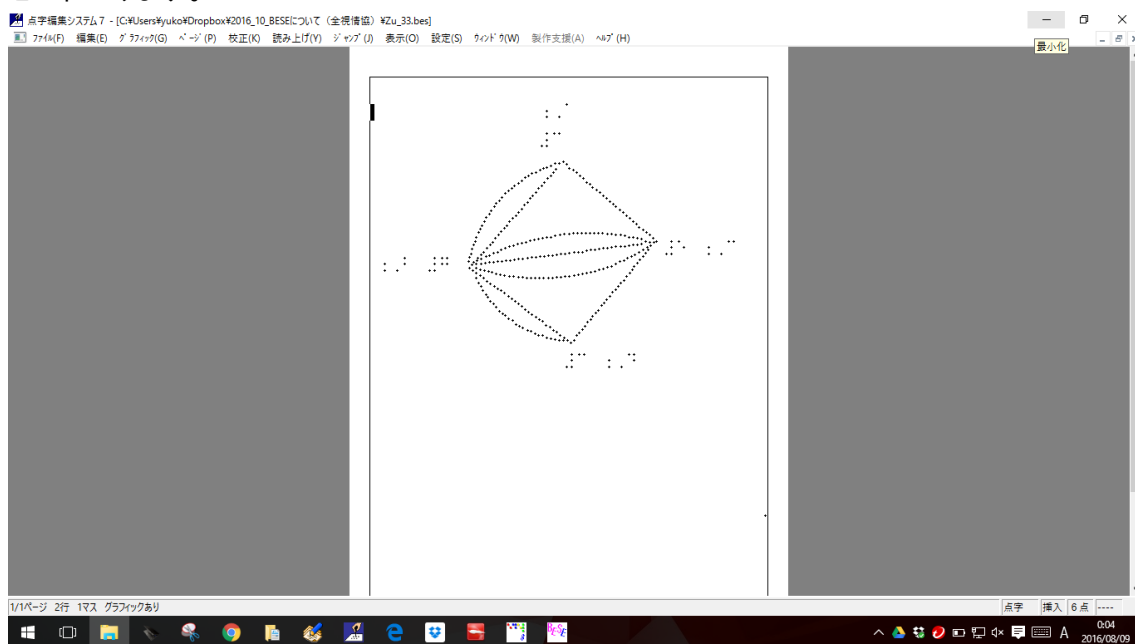 点字編集システム７ - [C:¥Users¥yuko¥Dropbox¥2016_10_BESEについて（全視情協）¥Zu_33.bes]
ﾌｧｲﾙ(F) 編集(E) ｸﾞﾗﾌｨｯｸ(G) ﾍﾟｰｼﾞ(P) 校正(K) 読み上げ(Y) ｼﾞｬﾝﾌﾟ(J) 表示(O) 設定(S) ｳｨﾝﾄﾞｳ(W) 製作支援(A) ﾍﾙﾌﾟ(H)
最小化
1/1ページ 2行 1マス グラフィックあり
点字 挿入 6点 ----
A
0:04
2016/08/09